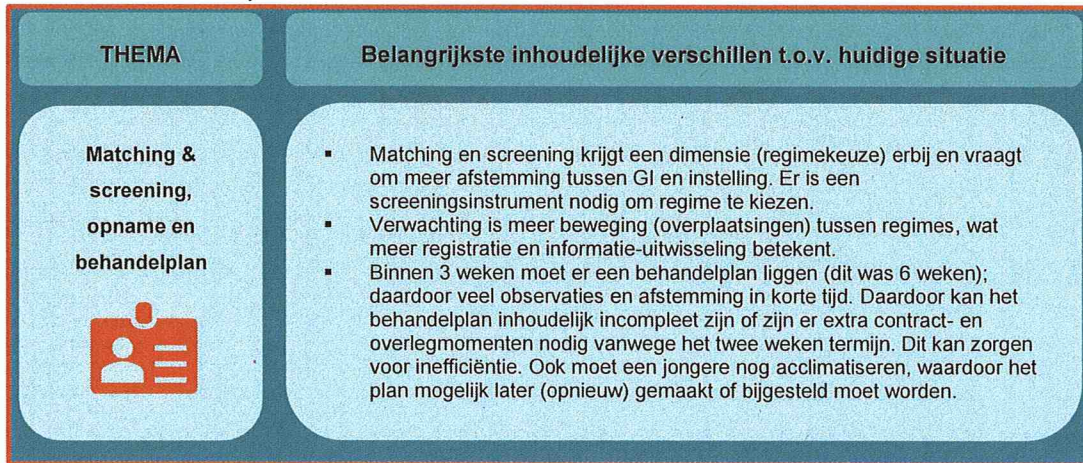 THEMA
Belangrijkste inhoudelijke verschillen t.o.v. huidige situatie
Matching &
screening,
opname en
behandelplan
▪ Matching en screening krijgt een dimensie (regimekeuze) erbij en vraagt
om meer afstemming tussen GI en instelling. Er is een
screeningsinstrument nodig om regime te kiezen.
▪ Verwachting is meer beweging (overplaatsingen) tussen regimes, wat
meer registratie en informatie-uitwisseling betekent.
▪ Binnen 3 weken moet er een behandelplan liggen (dit was 6 weken);
daardoor veel observaties en afstemming in korte tijd. Daardoor kan het
behandelplan inhoudelijk incompleet zijn of zijn er extra contract- en
overlegmomenten nodig vanwege het twee weken termijn. Dit kan zorgen
voor inefficiëntie. Ook moet een jongere nog acclimatiseren, waardoor het
plan mogelijk later (opnieuw) gemaakt of bijgesteld moet worden.